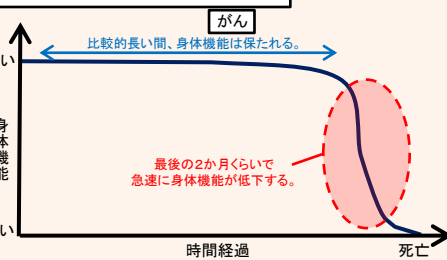 がん
比較的長い間、身体機能は保たれる。
い
身体機能
最後の2か月くらいで
急速に身体機能が低下する。
い
時間経過
死亡